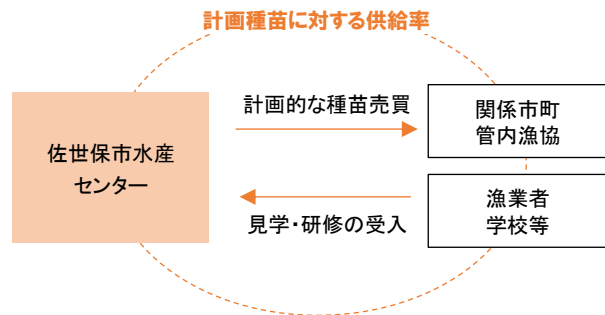 計画種苗に対する供給率
計画的な種苗売買
関係市町
管内漁協
佐世保市水産
センター
漁業者
学校等
見学・研修の受入